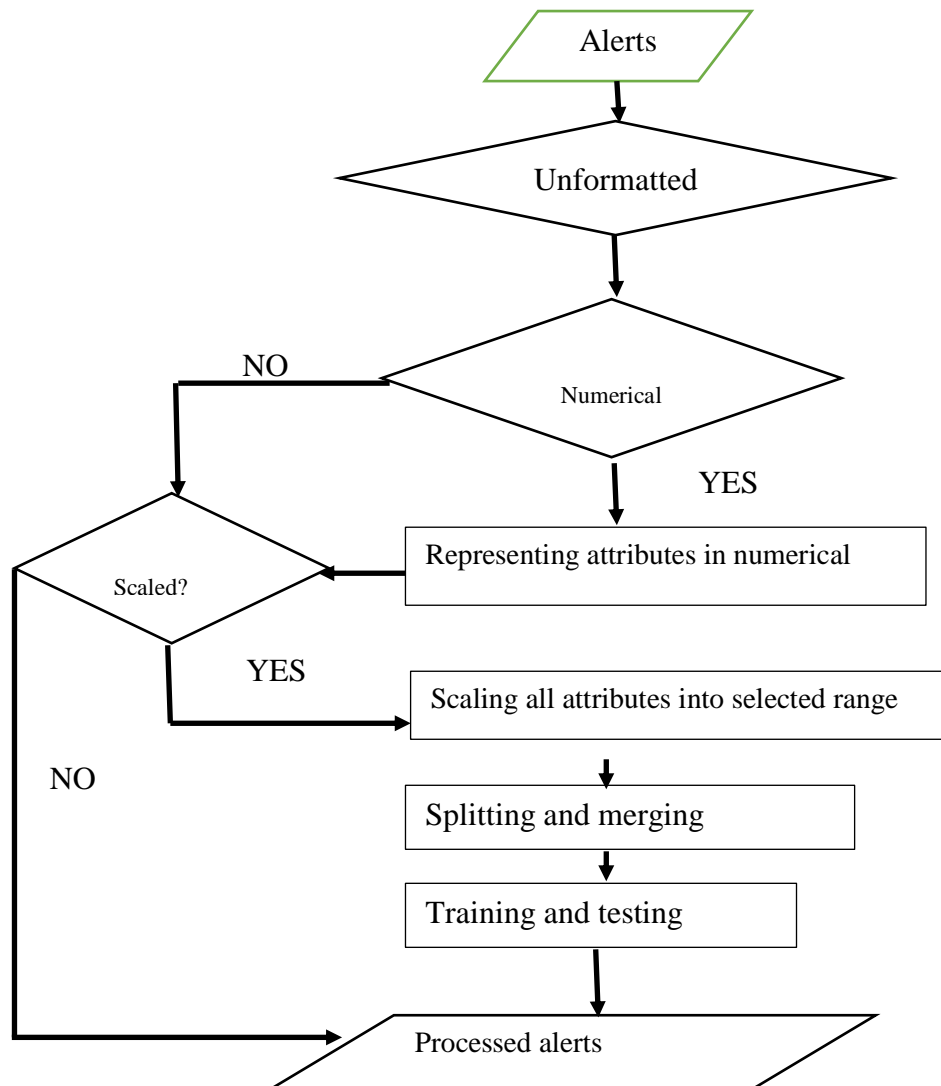 Alerts
Unformatted
NO
Numerical
YES
Representing attributes in numerical
Scaled?
YES
Scaling all attributes into selected range
NO
Splitting and merging
Training and testing
Processed alerts